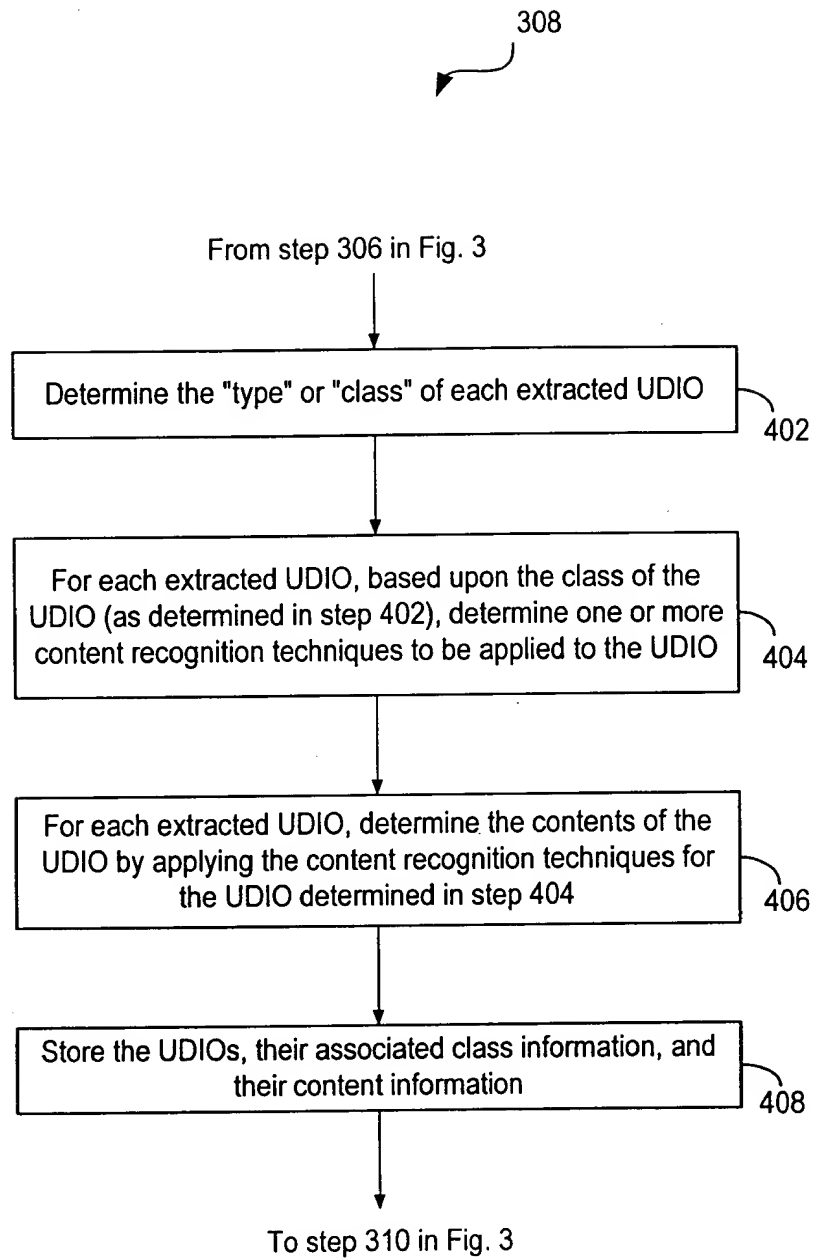 308
From step 306 in Fig. 3
Determine the "type" or "class" of each extracted UDIO
402
For each extracted UDIO, based upon the class of the
UDIO (as determined in step 402), determine one or more
content recognition techniques to be applied to the UDIO
404
For each extracted UDIO, determine the contents of the
UDIO by applying the content recognition techniques for
the UDIO determined in step 404
406
Store the UDIOs, their associated class information, and
their content information
408
To step 310 in Fig. 3